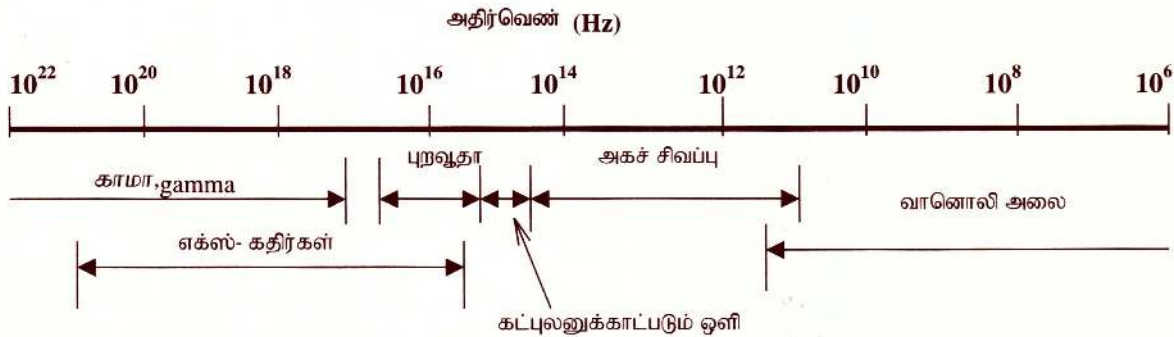 அதிர்வெண் (Hz)
10²² 10²⁰ 10¹⁸ 10¹⁶ 10¹⁴ 10¹² 10¹⁰ 10⁸ 10⁶
புறவூதா அகச் சிவப்பு
காமா,gamma வானொலி அலை
எக்ஸ்- கதிர்கள்
கட்புலனுக்காட்படும் ஒளி